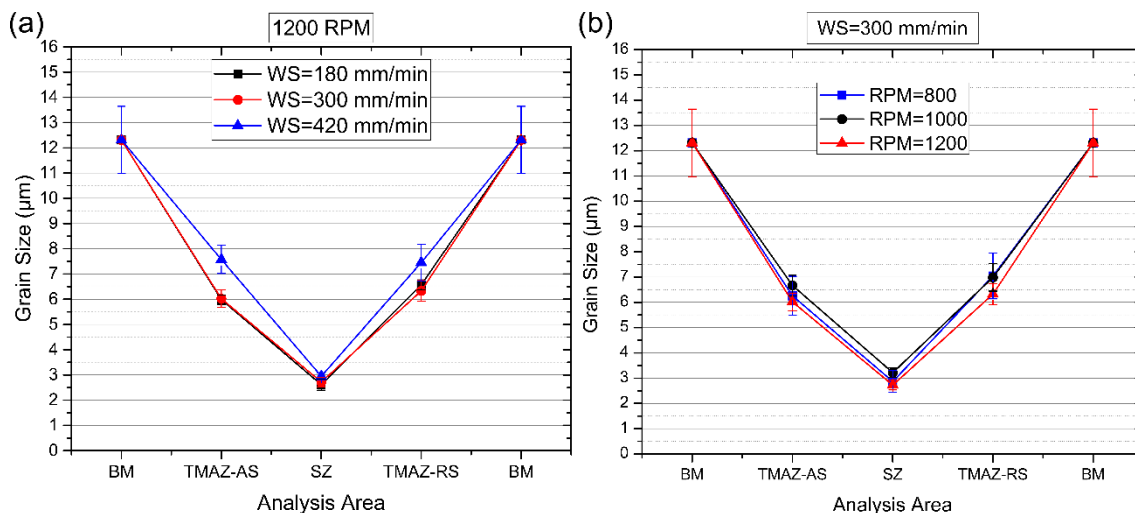 (a)
1200 RPM
WS=180 mm/min
WS=300 mm/min
WS=420 mm/min
Grain Size (μm)
16
15
14
13
12
11
10
9
8
7
6
5
4
3
2
1
0
BM
TMAZ-AS
SZ
TMAZ-RS
BM
Analysis Area
(b)
WS=300 mm/min
RPM=800
RPM=1000
RPM=1200
Grain Size (μm)
16
15
14
13
12
11
10
9
8
7
6
5
4
3
2
1
0
BM
TMAZ-AS
SZ
TMAZ-RS
BM
Analysis Area